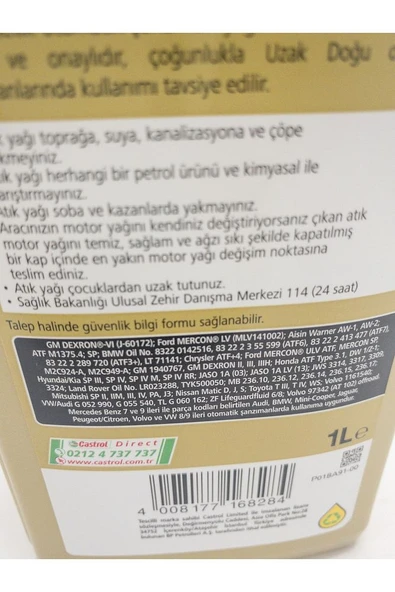 ve onaylıdır, çoğunlukla Uzak Doğu
anlarında kullanımı tavsiye edilir.
yağı toprağa, suya, kanalizasyona ve çöpe
kmeyiniz.
ık yağı herhangi bir petrol ürünü ve kimyasal ile
arıştırmayınız.
Atık yağı soba ve kazanlarda yakmayınız.
Aracınızın motor yağını kendiniz değiştiriyorsanız çıkan atık
motor yağını temiz, sağlam ve ağzı sıkı şekilde kapatılmış
bir kap içinde en yakın motor yağı değişim noktasına
teslim ediniz.
• Atık yağı çocuklardan uzak tutunuz.
• Sağlık Bakanlığı Ulusal Zehir Danışma Merkezi 114 (24 saat)
Talep halinde güvenlik bilgi formu sağlanabilir.
GM DEXRON®-VI (J-60172); Ford MERCON® LV (MLV141002); Aisin Warner AW-1, AW-2;
ATF M1375.4; SP; BMW Oil No. 8322 0142516, 83 22 2 355 599 (ATF6), 83 22 2 413 477 (ATF7),
83 22 2 289 720 (ATF3+), LT 71141; Chrysler ATF+4; Ford MERCON® ULV ATF. MERCON SP,
M2C924-A, M2C949-A; GM 1940767, GM DEXRON II, III, IIIH; Honda ATF Type 3.1, DW 1/Z-1;
Hyundai/Kia SP III, SP IV, SP IV M, SP IV RR; JASO 1A (03); JASO 1A LV (13); JWS 3314, 3317, 3309,
Land Rover Oil No. LR023288, TYK500050; MB 236.10, 236.12, 236.14, 236.15, 236.17,
Mitsubishi SP II, IIM, -III, IV, PA, J3; Nissan Matic D, J, S; Toyota T III, T IV, WS; Volvo 1161540;
VW/Audi G 052 990, G 055 540, TL G 060 162; ZF Lifeguardfluid 6/8; Volvo 97342 (AT 102) offroad.
Mercedes Benz 7 ve 9 ileri ile parça kodları belirtilen Audi, BMW, Mini-Cooper, Jaguar,
Peugeot/Citroen, Volvo ve VW 8/9 ileri otomatik şanzımanlarda kullanıma uygundur.
1L e
Castrol Direct
0212 4 737 737
www.castrol.com.tr
P01BA91-00
4 008177 168284